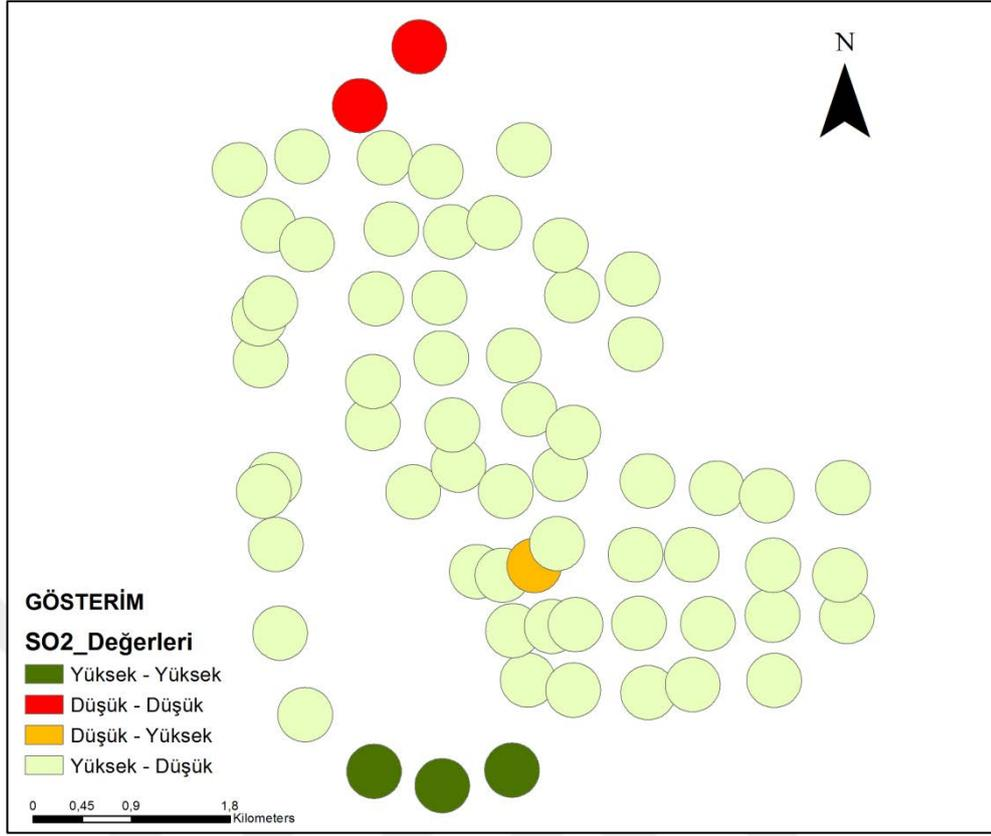 N
GÖSTERİM
SO2_Değerleri
Yüksek - Yüksek
Düşük - Düşük
Düşük - Yüksek
Yüksek - Düşük
0 0,45 0,9 1,8
Kilometers